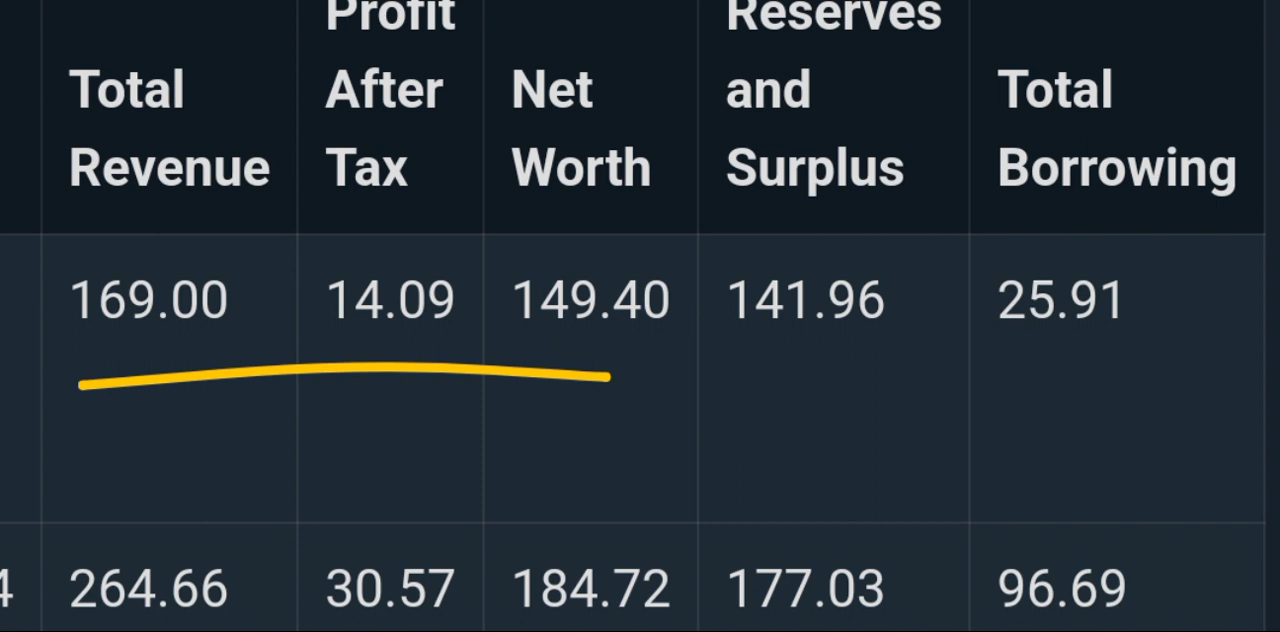 Total Revenue | Profit After Tax | Net Worth | Reserves and Surplus | Total Borrowing
169.00 | 14.09 | 149.40 | 141.96 | 25.91
4 | 264.66 | 30.57 | 184.72 | 177.03 | 96.69